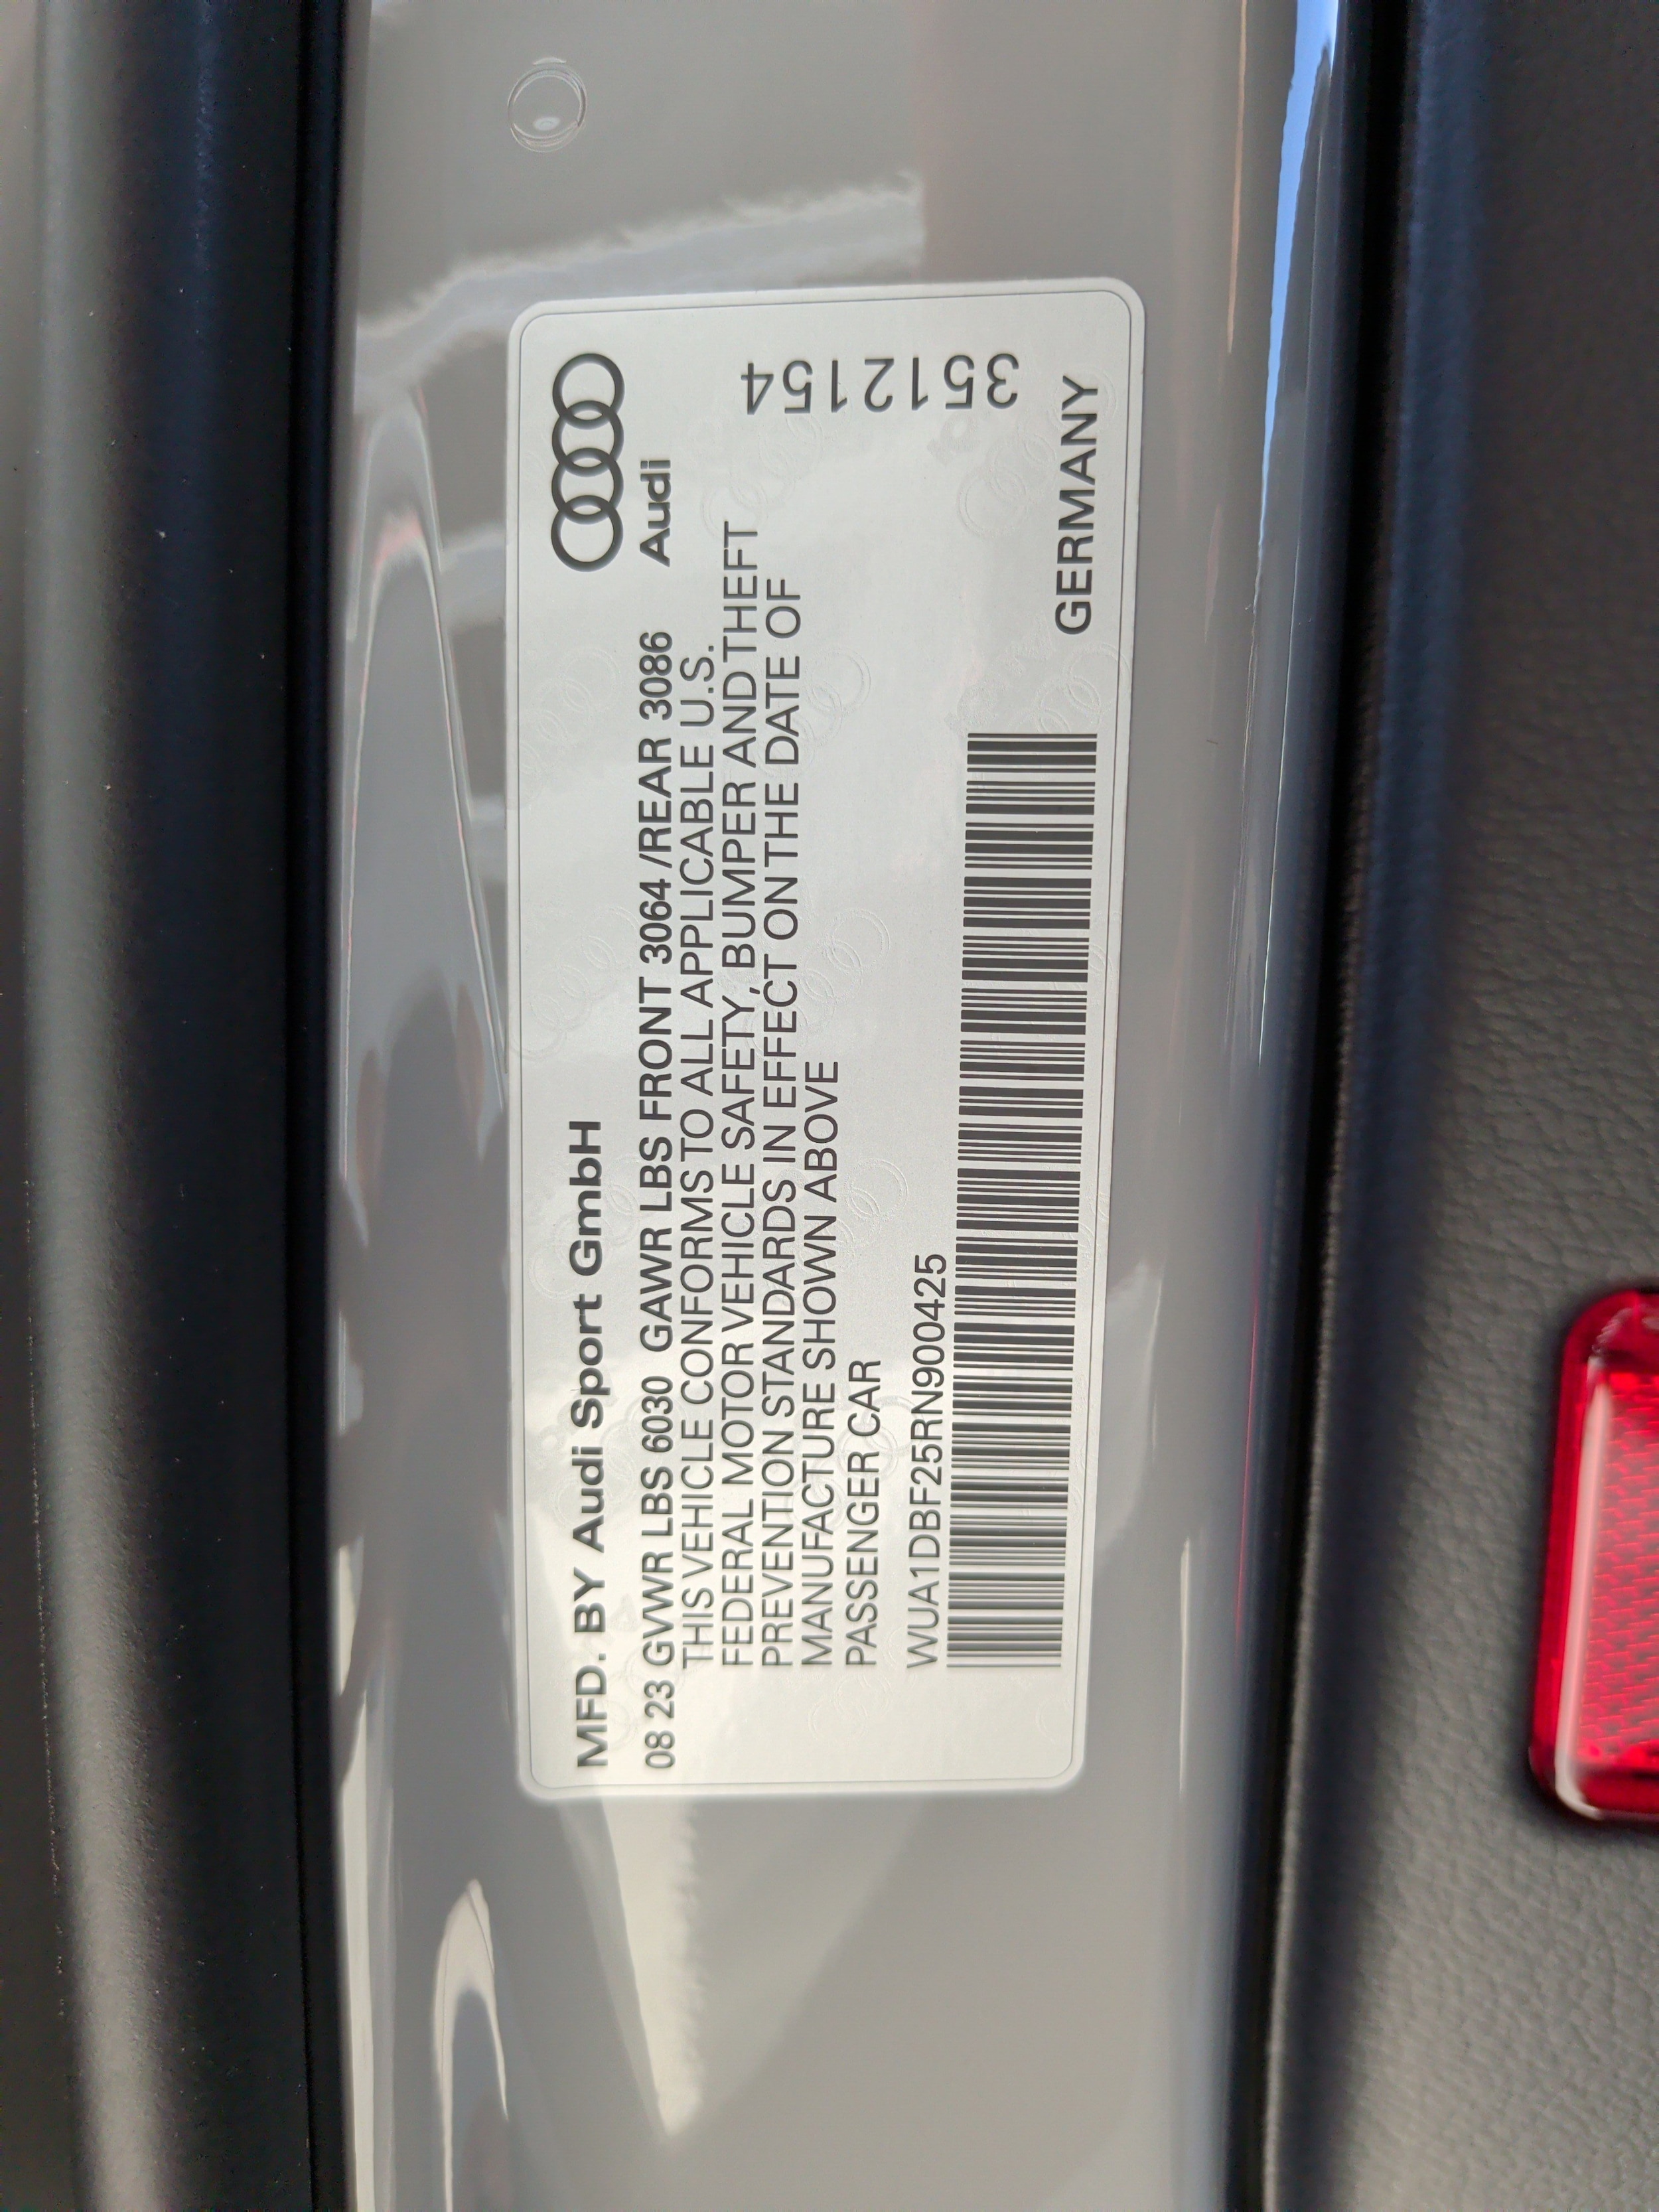 MFD. BY Audi Sport GmbH
Audi
08 23 GVWR LBS 6030 GAWR LBS FRONT 3064 /REAR 3086
THIS VEHICLE CONFORMS TO ALL APPLICABLE U.S.
FEDERAL MOTOR VEHICLE SAFETY, BUMPER AND THEFT
PREVENTION STANDARDS IN EFFECT ON THE DATE OF
MANUFACTURE SHOWN ABOVE
PASSENGER CAR
3512154
WUA1DBF25RN900425
GERMANY